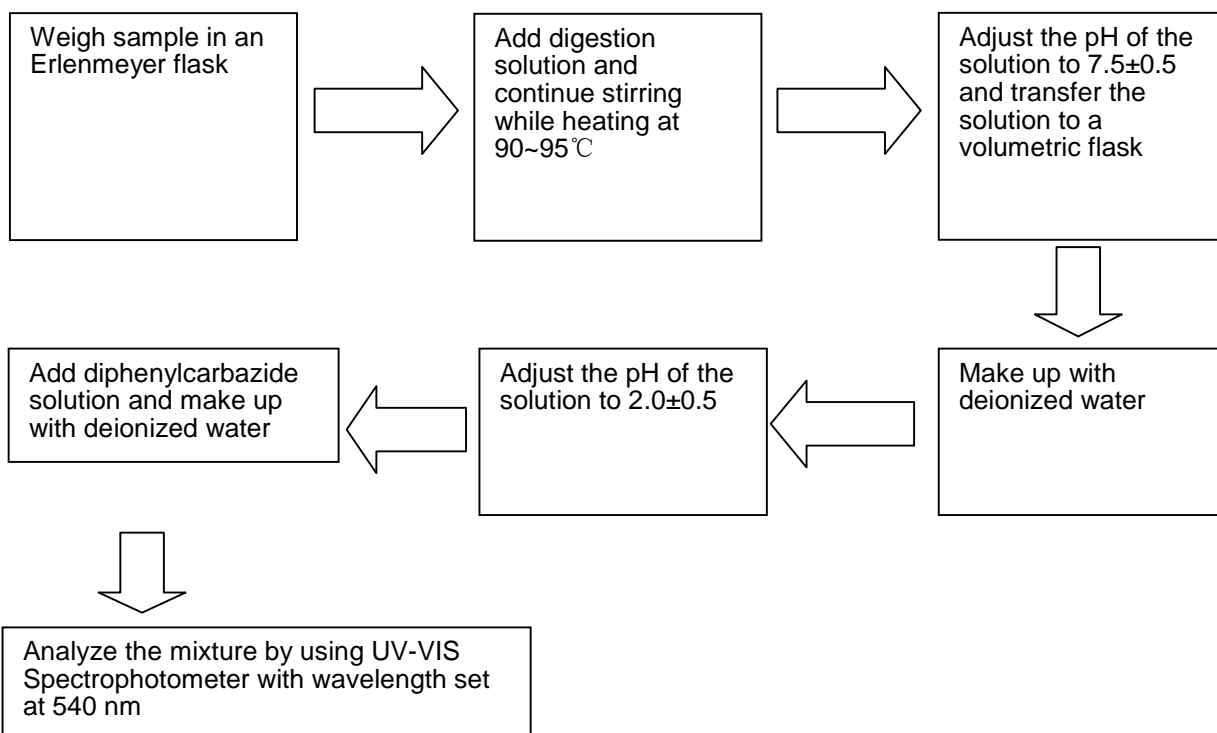 Weigh sample in an
Erlenmeyer flask
Add digestion
solution and
continue stirring
while heating at
90~95℃
Adjust the pH of the
solution to 7.5±0.5
and transfer the
solution to a
volumetric flask
Make up with
deionized water
Adjust the pH of the
solution to 2.0±0.5
Add diphenylcarbazide
solution and make up
with deionized water
Analyze the mixture by using UV-VIS
Spectrophotometer with wavelength set
at 540 nm